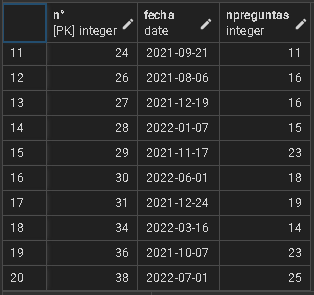 n° fecha npreguntas
[PK] integer date integer
11 24 2021-09-21 11
12 26 2021-08-06 16
13 27 2021-12-19 16
14 28 2022-01-07 15
15 29 2021-11-17 23
16 30 2022-06-01 18
17 31 2021-12-24 19
18 34 2022-03-16 14
19 36 2021-10-07 23
20 38 2022-07-01 25